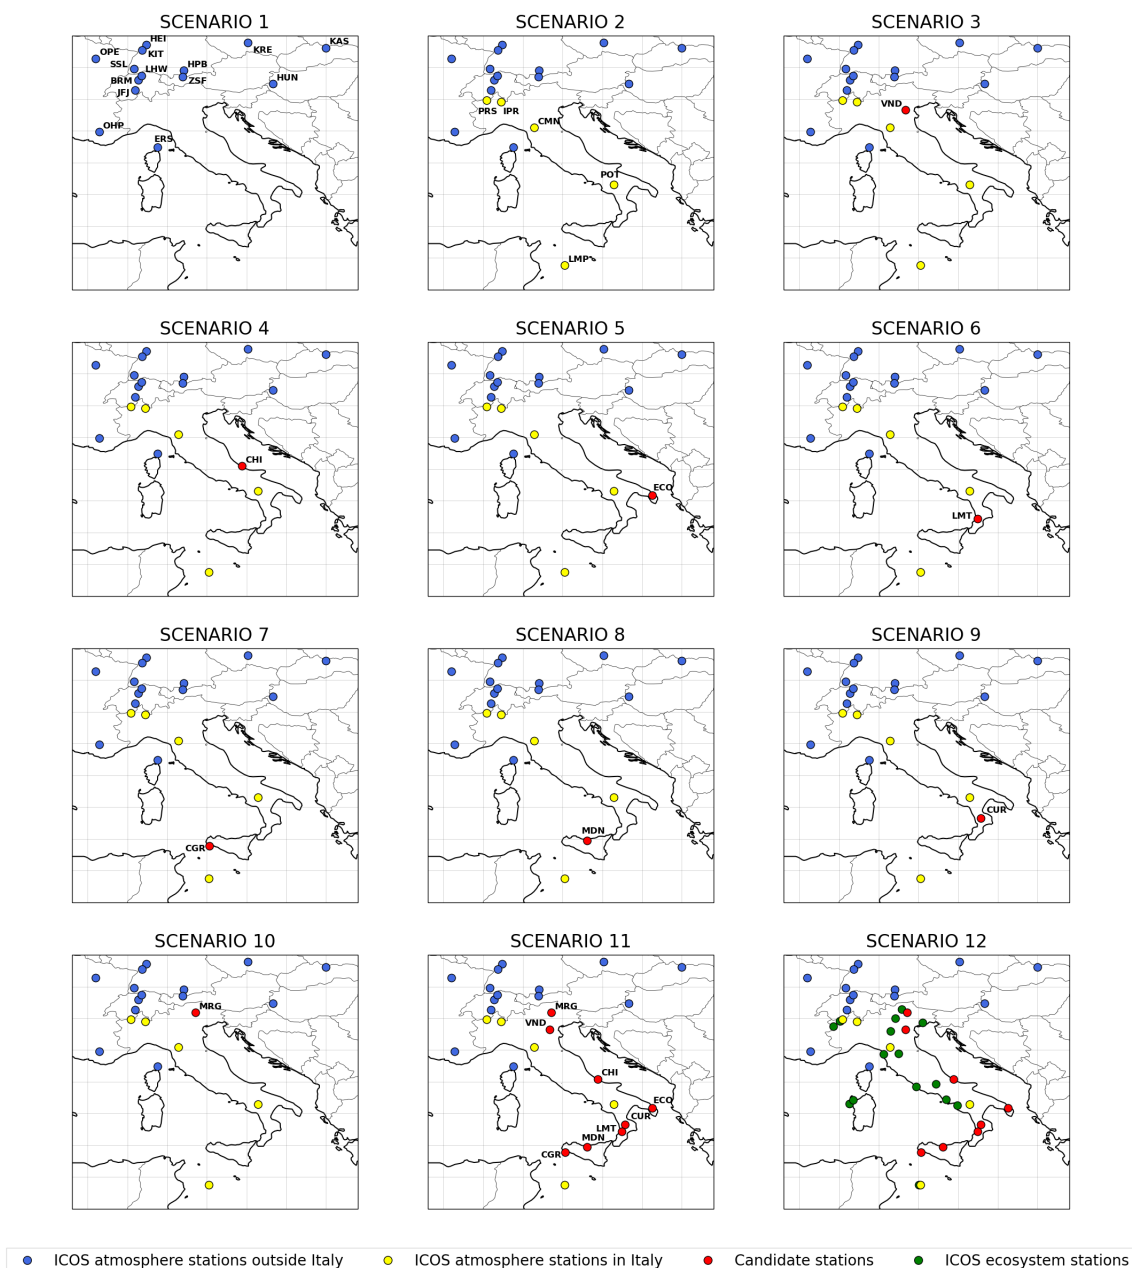 SCENARIO 1
SCENARIO 2
SCENARIO 3
HEI
KAS
OPE
KIT
KRE
SSL
LHW
HPB
BRM
ZSF
HUN
JFJ
OHP
ERS
PRS
IPR
CMN
POT
LMP
VND
SCENARIO 4
SCENARIO 5
SCENARIO 6
CHI
ECO
LMT
SCENARIO 7
SCENARIO 8
SCENARIO 9
CGR
MDN
CUR
SCENARIO 10
SCENARIO 11
SCENARIO 12
MRG
MRG
VND
CHI
ECO
CUR
LMT
MDN
CGR
ICOS atmosphere stations outside Italy
ICOS atmosphere stations in Italy
Candidate stations
ICOS ecosystem stations